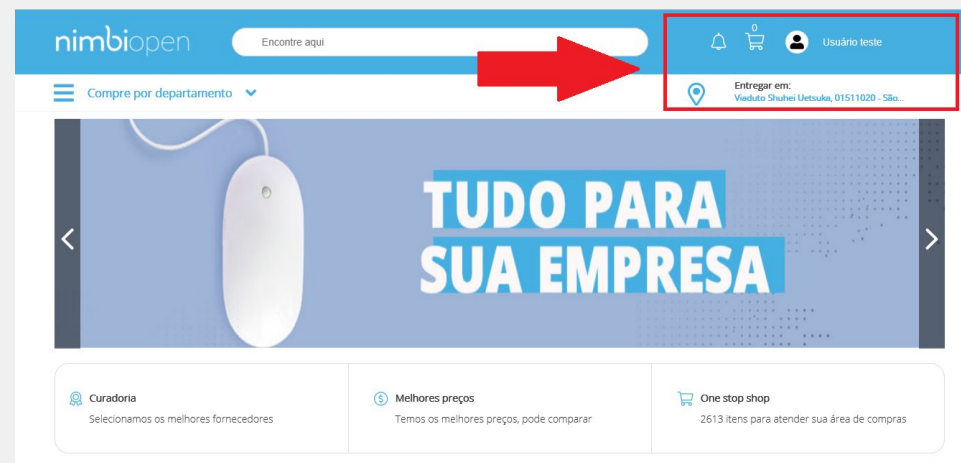 nimbiopen
Encontre aqui
0
Usuário teste
Compre por departamento
Entregar em:
Viaduto Shuhei Uetsuka, 01511020 - São...
TUDO PARA
SUA EMPRESA
Curadoria
Selecionamos os melhores fornecedores
Melhores preços
Temos os melhores preços, pode comparar
One stop shop
2613 itens para atender sua área de compras